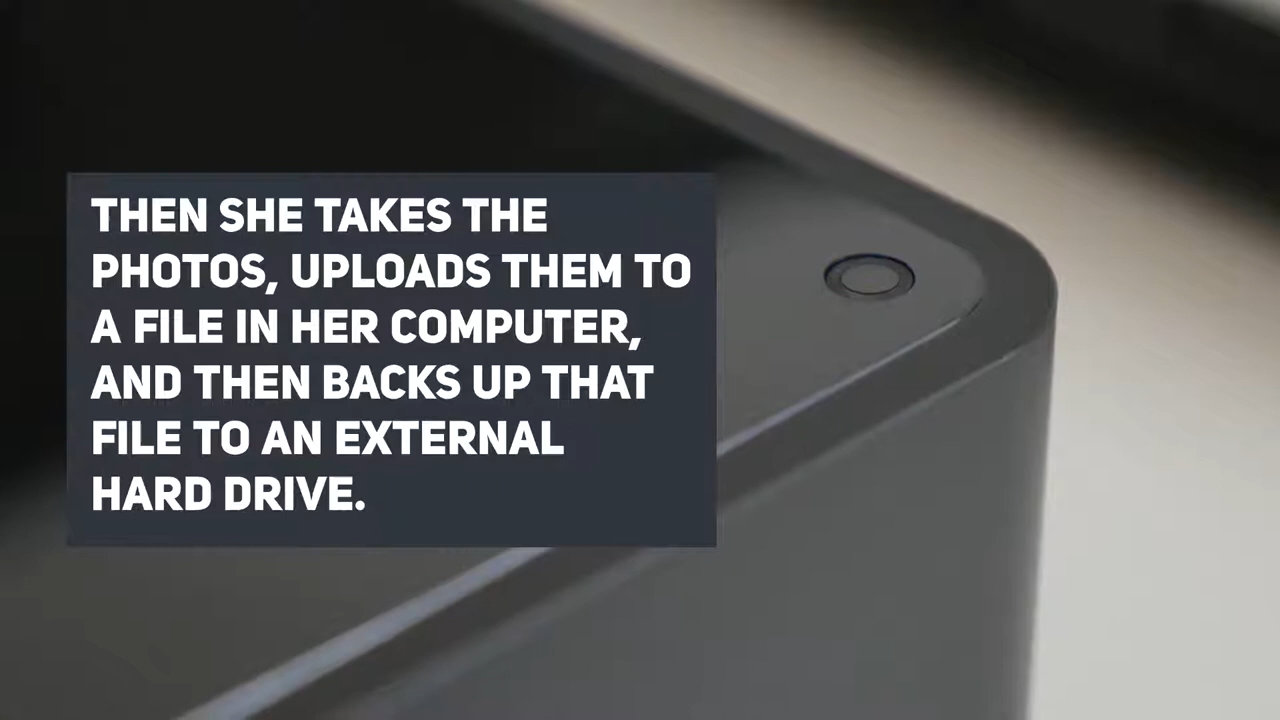 THEN SHE TAKES THE
PHOTOS, UPLOADS THEM TO
A FILE IN HER COMPUTER,
AND THEN BACKS UP THAT
FILE TO AN EXTERNAL
HARD DRIVE.